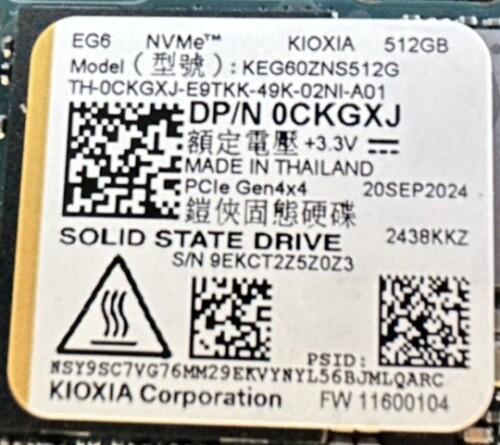 EG6 NVMe™ KIOXIA 512GB
Model (型號) : KEG60ZNS512G
TH-0CKGXJ-E9TKK-49K-02NI-A01
DP/N 0CKGXJ
額定電壓 +3.3V
MADE IN THAILAND
PCIe Gen4x4 20SEP2024
鎧俠固態硬碟
SOLID STATE DRIVE 2438KKZ
S/N 9EKCT2Z5Z0Z3
PSID:
NSY9SC7VG76MM29EKVYNYL56BJMLQARC
KIOXIA Corporation FW 11600104